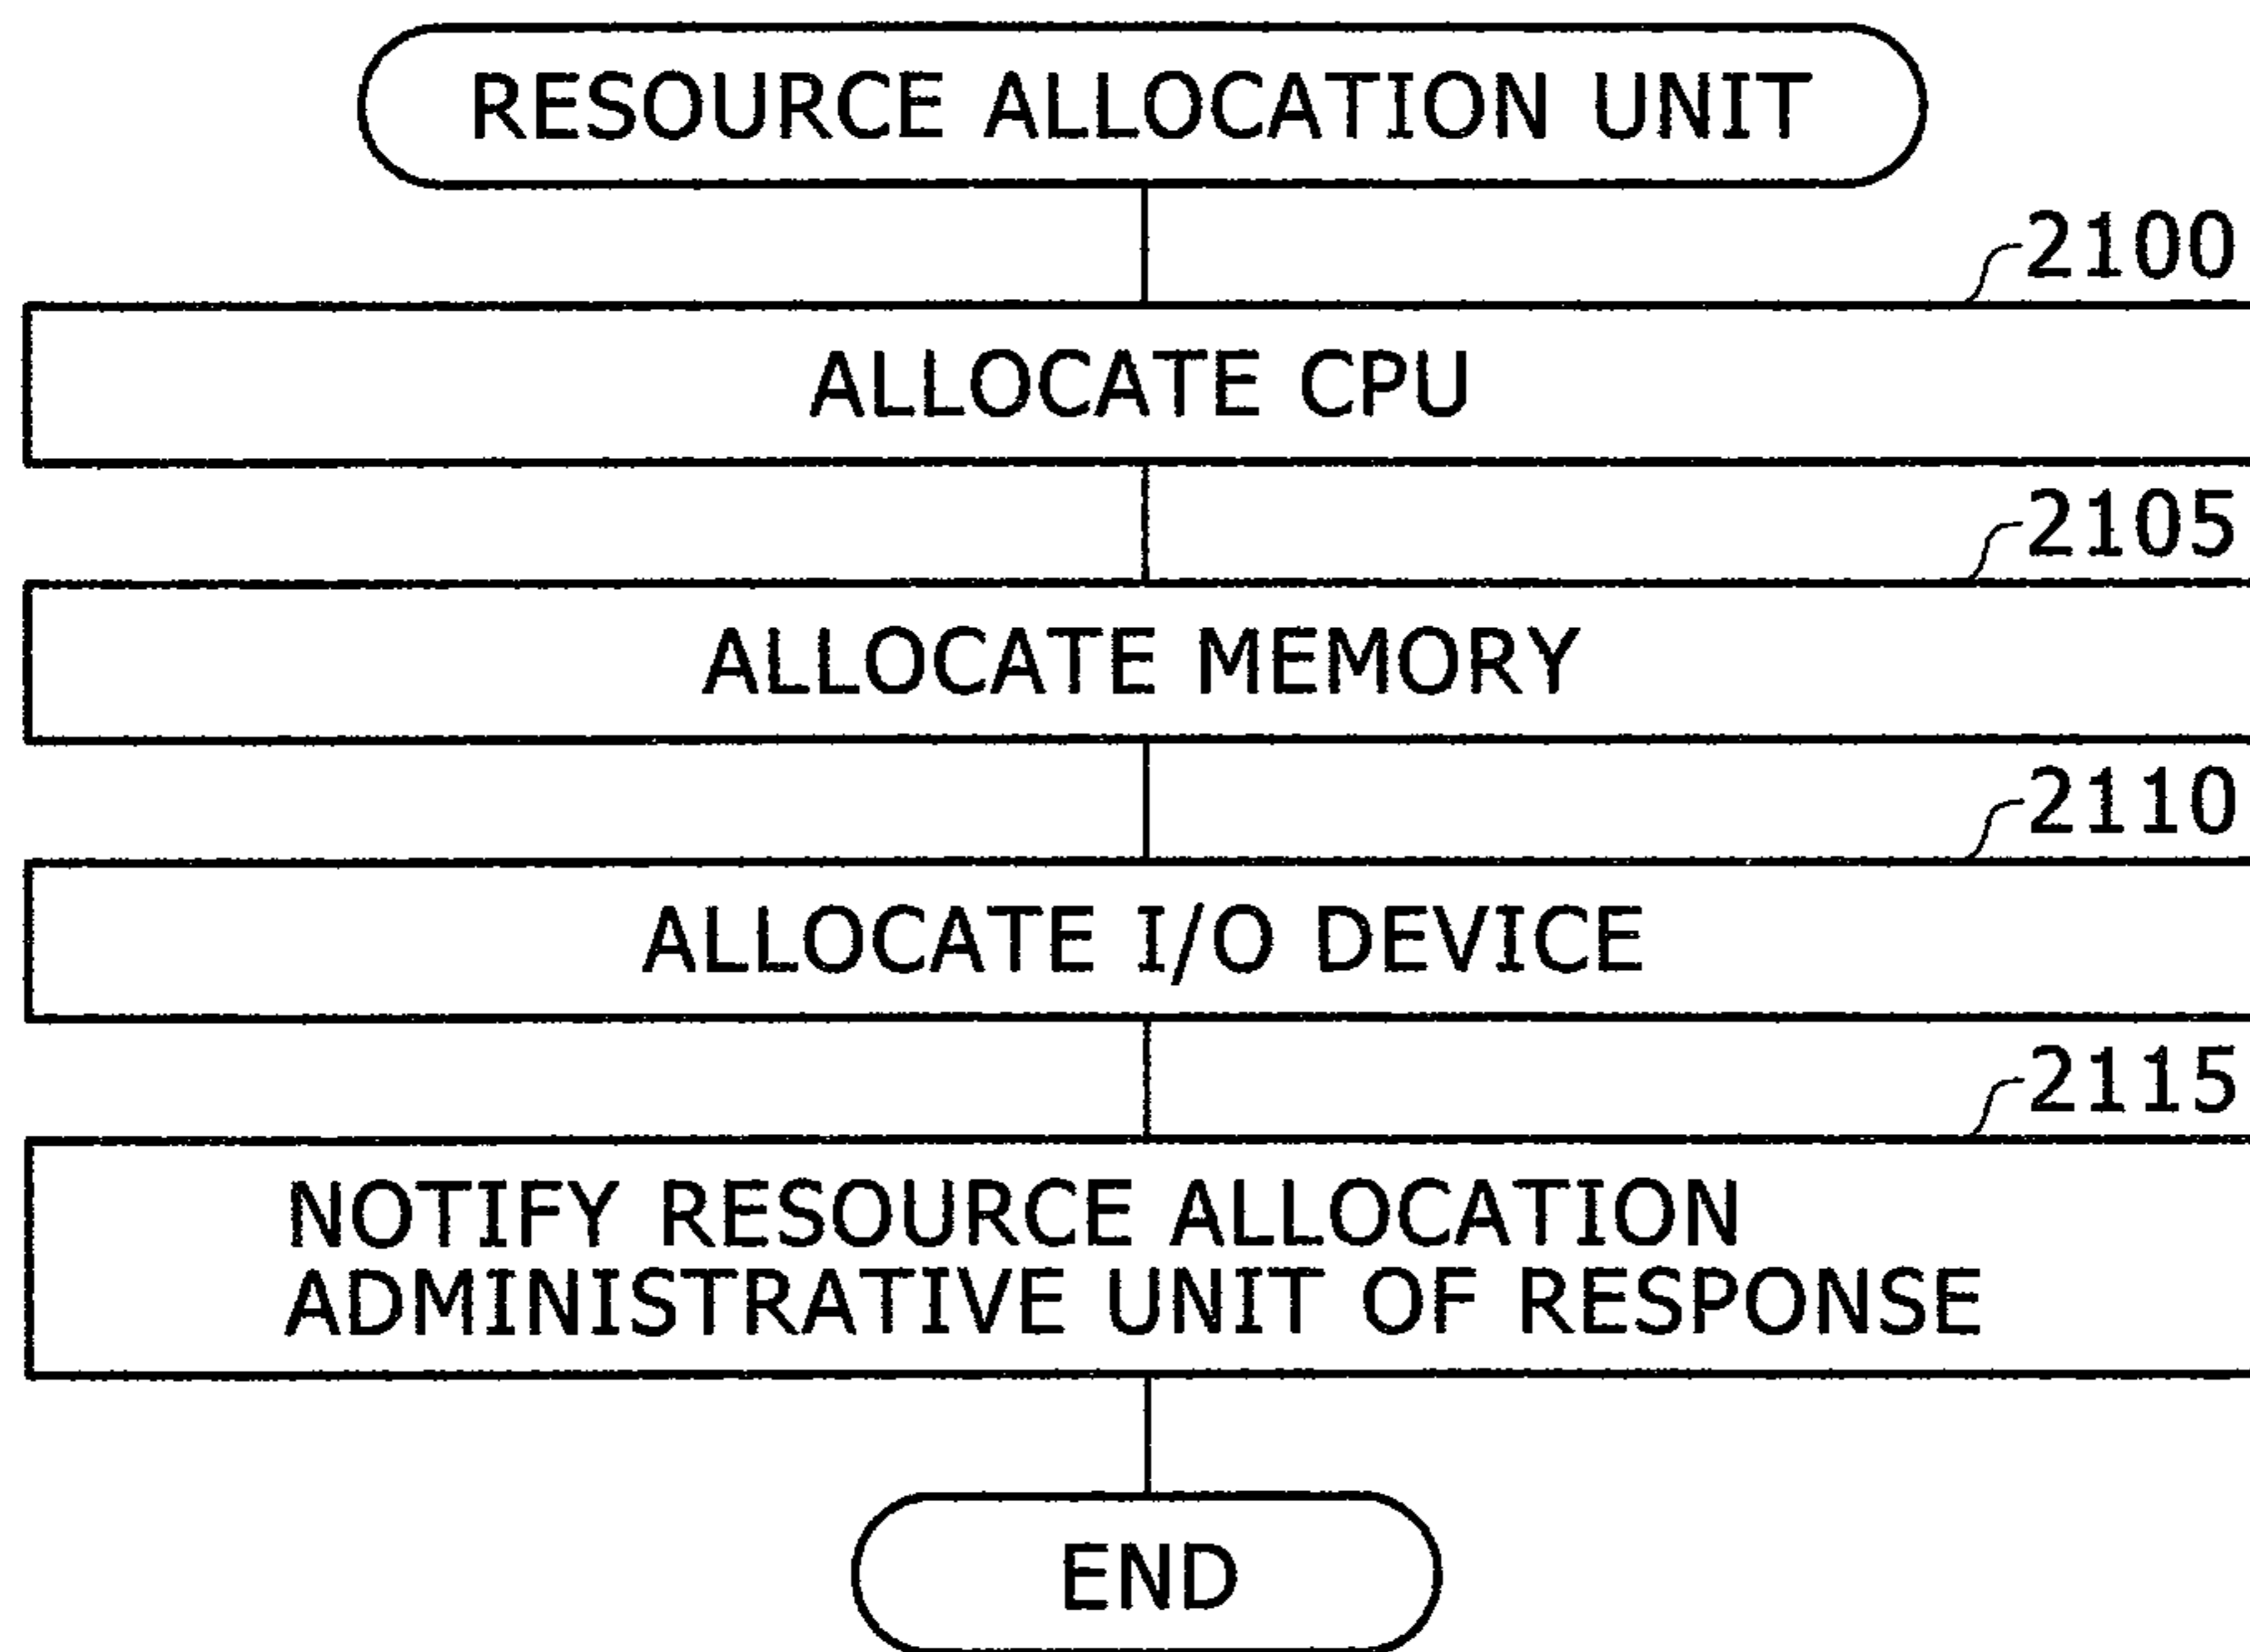 RESOURCE ALLOCATION UNIT
2100
ALLOCATE CPU
2105
ALLOCATE MEMORY
2110
ALLOCATE I/O DEVICE
2115
NOTIFY RESOURCE ALLOCATION
ADMINISTRATIVE UNIT OF RESPONSE
END